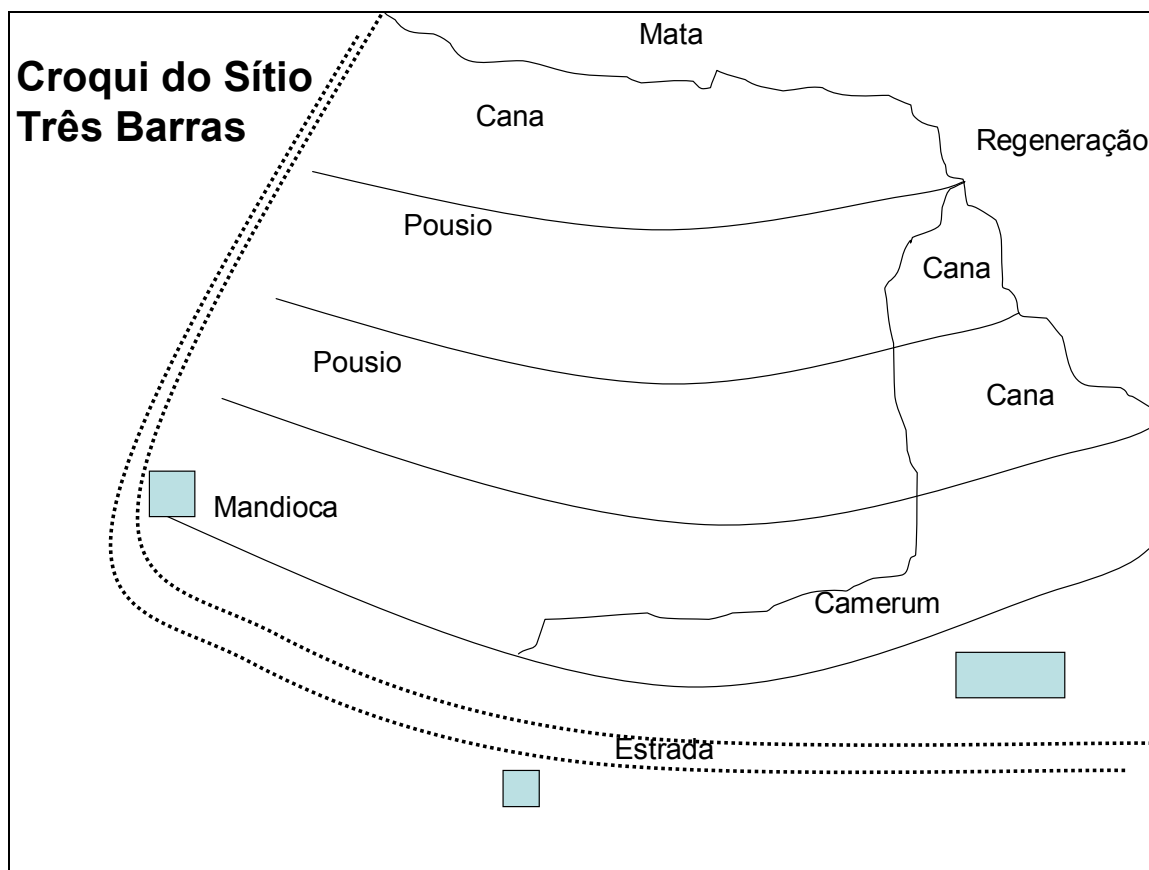 Croqui do Sítio
Três Barras
Mata
Cana
Regeneração
Pousio
Cana
Pousio
Cana
Mandioca
Camerum
Estrada